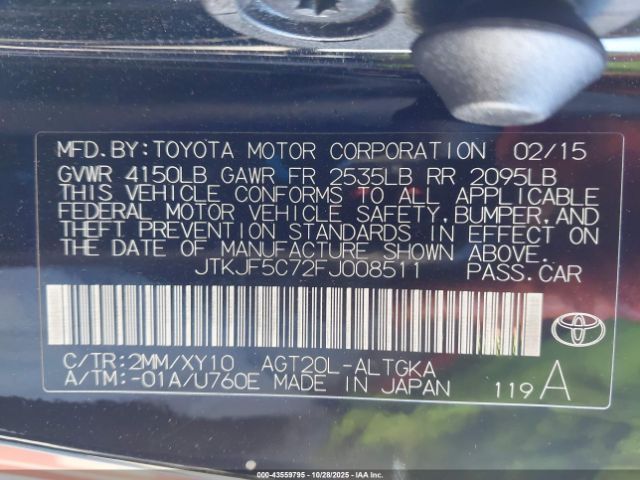 MFD.BY:TOYOTA MOTOR CORPORATION 02/15
GVWR 4150LB GAWR FR 2535LB RR 2095LB
THIS VEHICLE CONFORMS TO ALL APPLICABLE
FEDERAL MOTOR VEHICLE SAFETY,BUMPER,AND
THEFT PREVENTION STANDARDS IN EFFECT ON
THE DATE OF MANUFACTURE SHOWN ABOVE.
JTKJF5C72FJ008511 PASS.CAR
C/TR:2MM/XY10 AGT20L-ALTGKA
A/TM:-01A/U760E MADE IN JAPAN 119A
000-43559795 10/28/2025 IAAI.COM